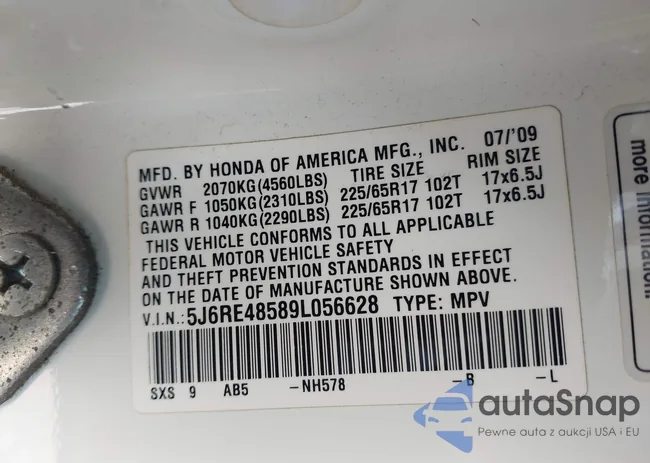 MFD. BY HONDA OF AMERICA MFG., INC. 07/'09
GVWR 2070KG(4560LBS) TIRE SIZE RIM SIZE
GAWR F 1050KG(2310LBS) 225/65R17 102T 17x6.5J
GAWR R 1040KG(2290LBS) 225/65R17 102T 17x6.5J
THIS VEHICLE CONFORMS TO ALL APPLICABLE
FEDERAL MOTOR VEHICLE SAFETY
AND THEFT PREVENTION STANDARDS IN EFFECT
ON THE DATE OF MANUFACTURE SHOWN ABOVE.
V.I.N.: 5J6RE48589L056628 TYPE: MPV
SXS 9 AB5 -NH578 -B -L
more information.
autaSnap
Pewne auta z aukcji USA i EU